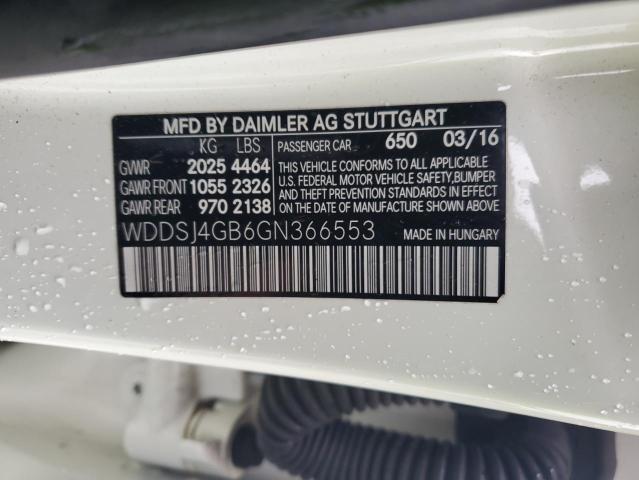 MFD BY DAIMLER AG STUTTGART
KG LBS
GVWR 2025 4464
GAWR FRONT 1055 2326
GAWR REAR 970 2138
PASSENGER CAR 650 03/16
THIS VEHICLE CONFORMS TO ALL APPLICABLE
U.S. FEDERAL MOTOR VEHICLE SAFETY,BUMPER
AND THEFT PREVENTION STANDARDS IN EFFECT
ON THE DATE OF MANUFACTURE SHOWN ABOVE
WDDSJ4GB6GN366553
MADE IN HUNGARY